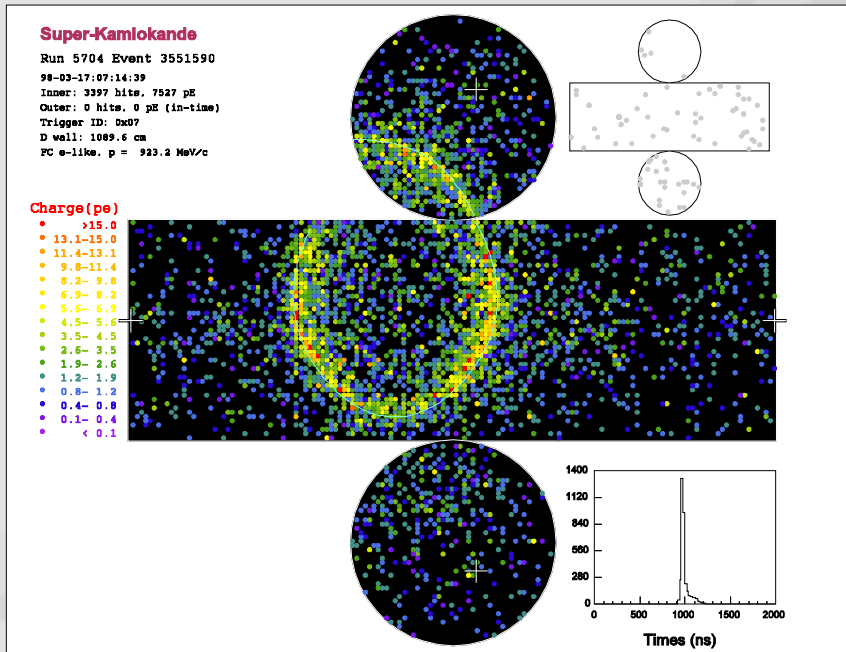 Super-Kamiokande
Run 5704 Event 3551590
98-03-17:07:14:39
Inner: 3397 hits, 7527 pE
Outer: 0 hits, 0 pE (in-time)
Trigger ID: 0x07
D wall: 1089.6 cm
FC e-like, p = 923.2 MeV/c
Charge(pe)
>15.0
13.1-15.0
11.4-13.1
9.8-11.4
8.2- 9.8
6.9- 8.2
5.6- 6.9
4.5- 5.6
3.5- 4.5
2.6- 3.5
1.9- 2.6
1.2- 1.9
0.8- 1.2
0.4- 0.8
0.1- 0.4
< 0.1
1400
1120
840
560
280
0
0 500 1000 1500 2000
Times (ns)